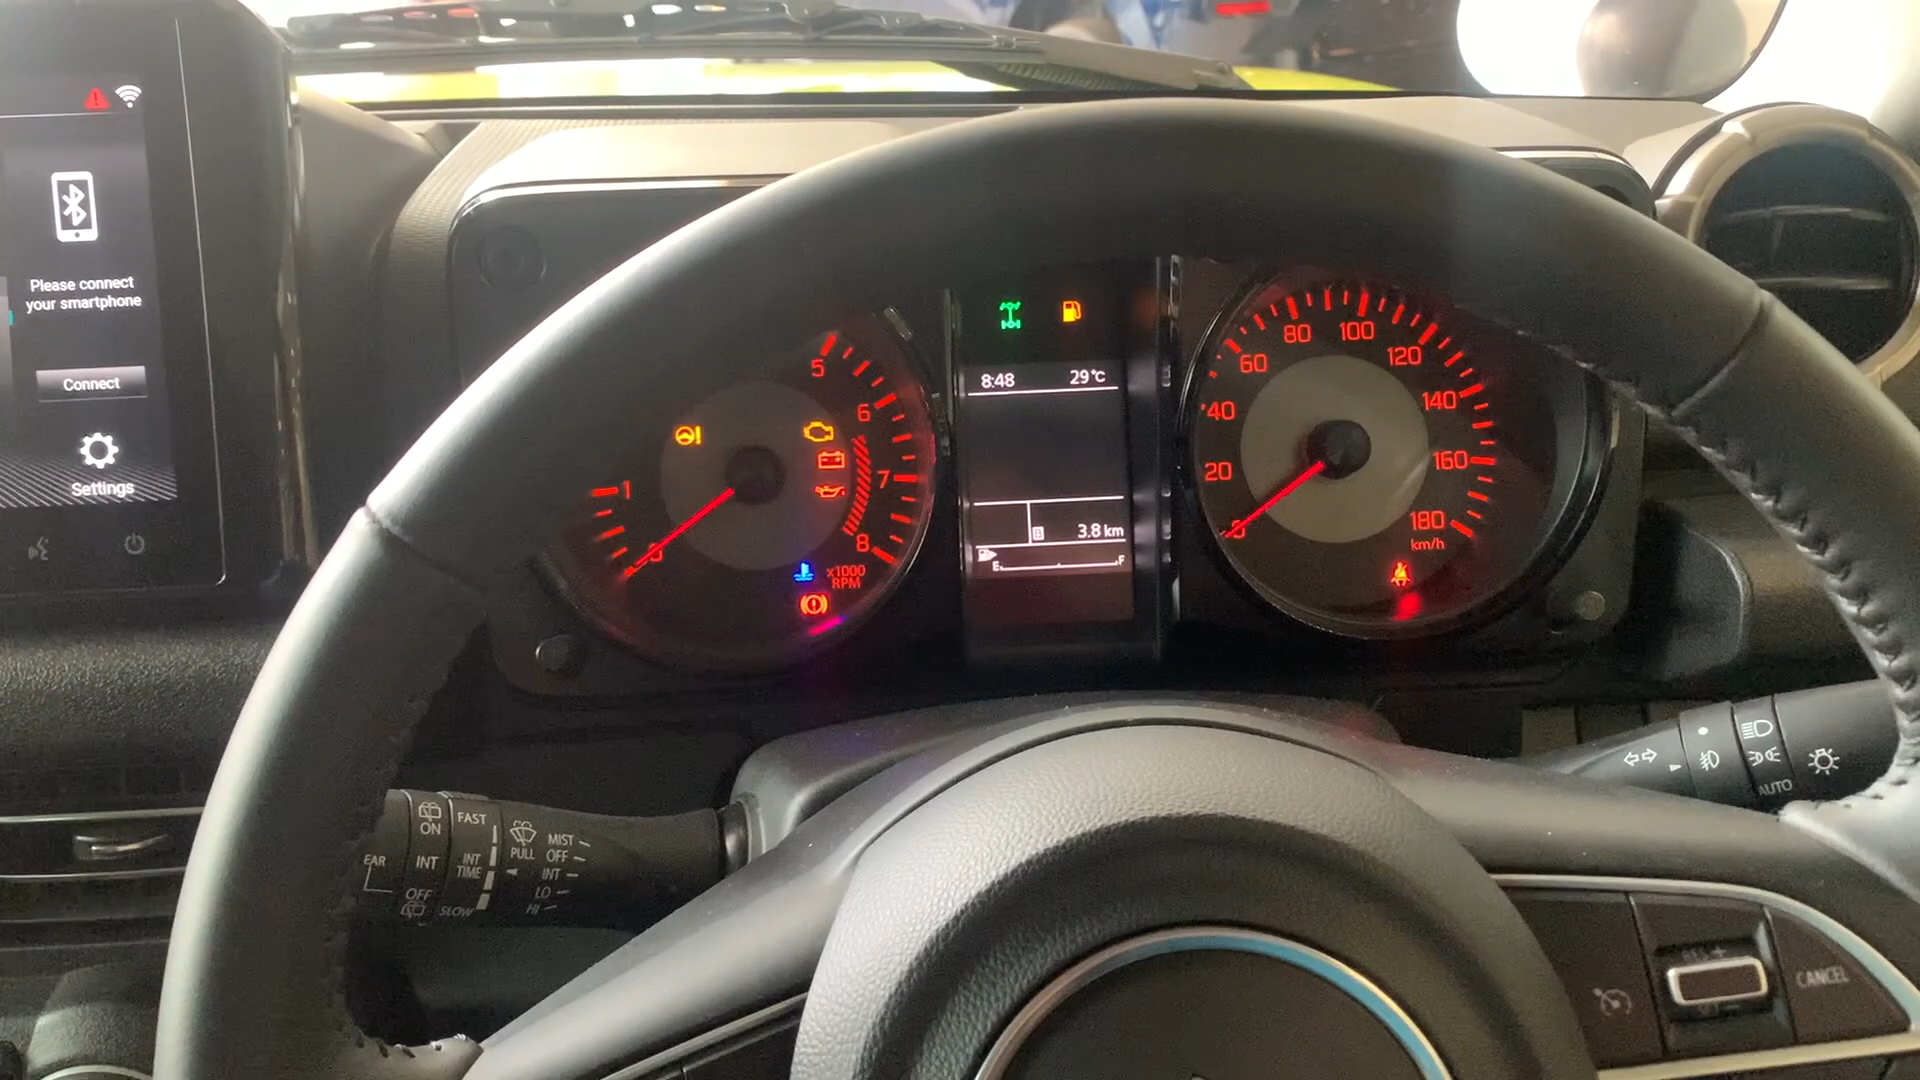 Please connect
your smartphone
Connect
Settings
1
5
6
7
8
x1000
RPM
8:48 29°C
B 3.8 km
E F
0
20
40
60
80
100
120
140
160
180
km/h
ON
INT
OFF
FAST
INT
TIME
SLOW
PULL
MIST
OFF
INT
LO
HI
EAR
AUTO
CANCEL